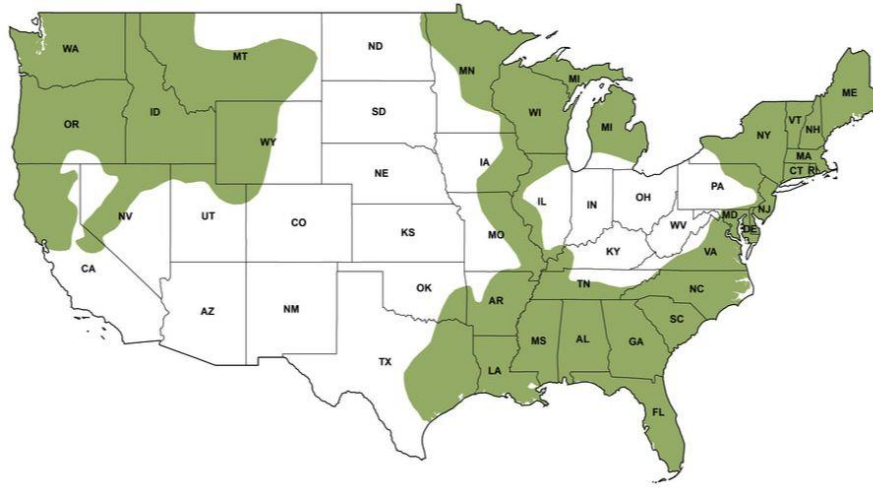 WA
MT
ND
MN
OR
ID
WY
SD
WI
MI
MI
NY
VT
NH
ME
MA
CT
RI
NV
UT
CO
NE
IA
IL
IN
OH
PA
NJ
MD
DE
CA
KS
MO
KY
WV
VA
AZ
NM
OK
AR
TN
NC
TX
LA
MS
AL
GA
SC
FL